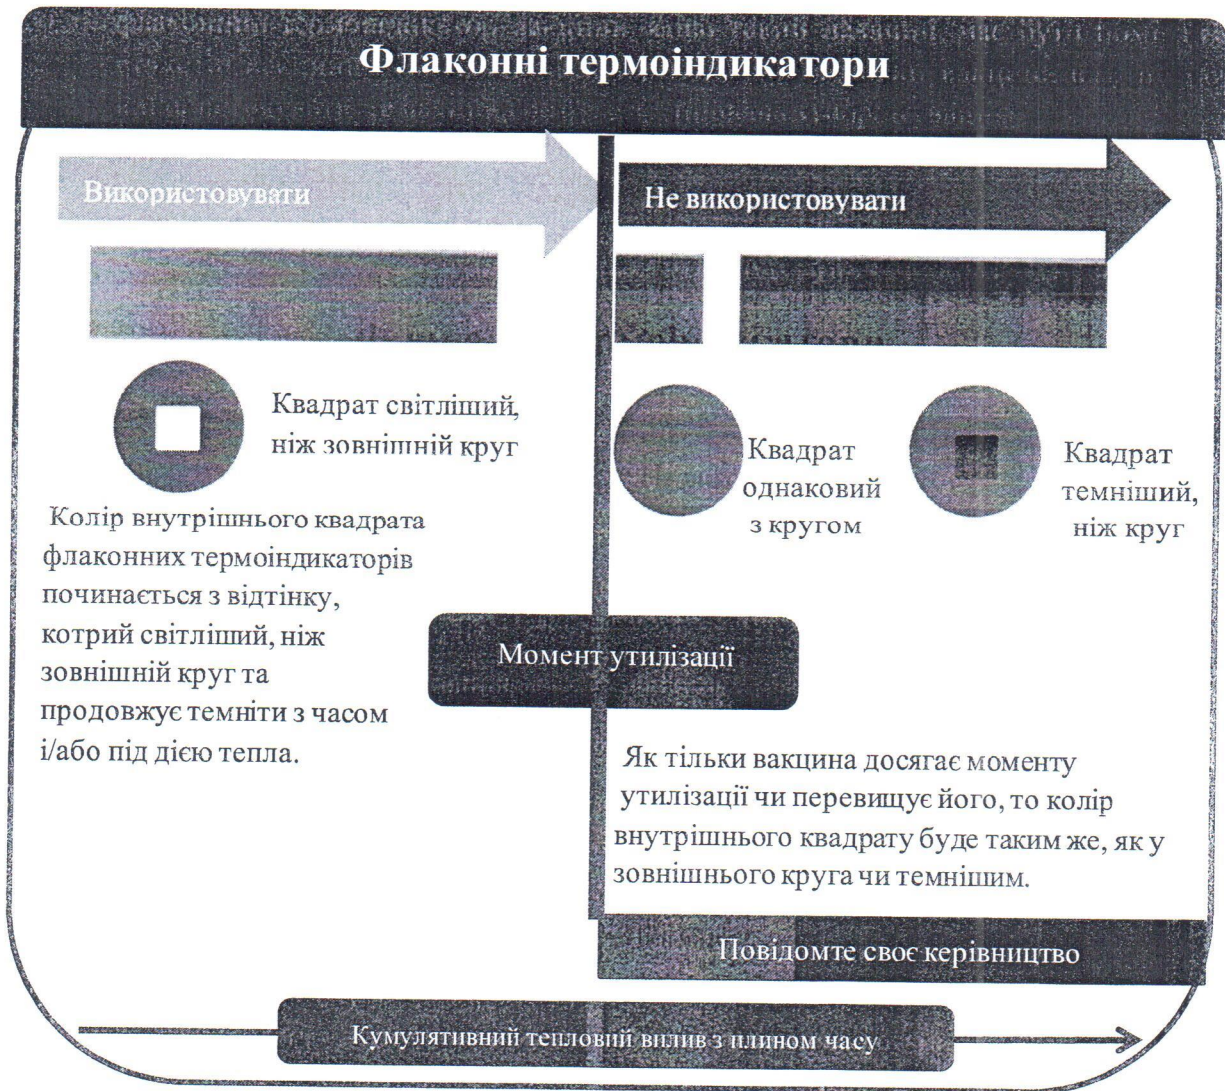 Флаконні термоіндикатори
Використовувати
Не використовувати
Квадрат світліший,
ніж зовнішній круг
Квадрат
однаковий
з кругом
Квадрат
темніший,
ніж круг
Колір внутрішнього квадрата
флаконних термоіндикаторів
починається з відтінку,
котрий світліший, ніж
зовнішній круг та
продовжує темніти з часом
і/або під дією тепла.
Момент утилізації
Як тільки вакцина досягає моменту
утилізації чи перевищує його, то колір
внутрішнього квадрату буде таким же, як у
зовнішнього круга чи темнішим.
Повідомте своє керівництво
Кумулятивний тепловий вплив з плином часу